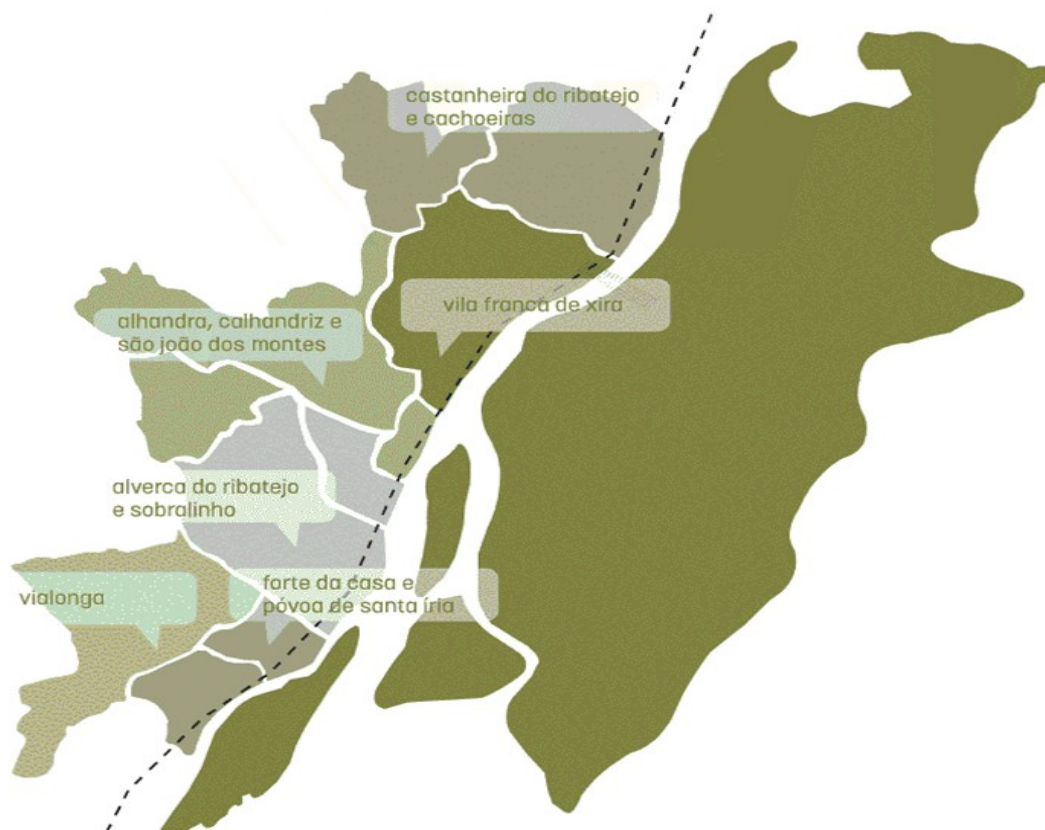 castanheira do ribatejo
e cachoeiras
vila franca de xira
alhandra, calhandriz e
são joão dos montes
alverca do ribatejo
e sobralinho
vialonga
forte da casa e
póvoa de santa íria